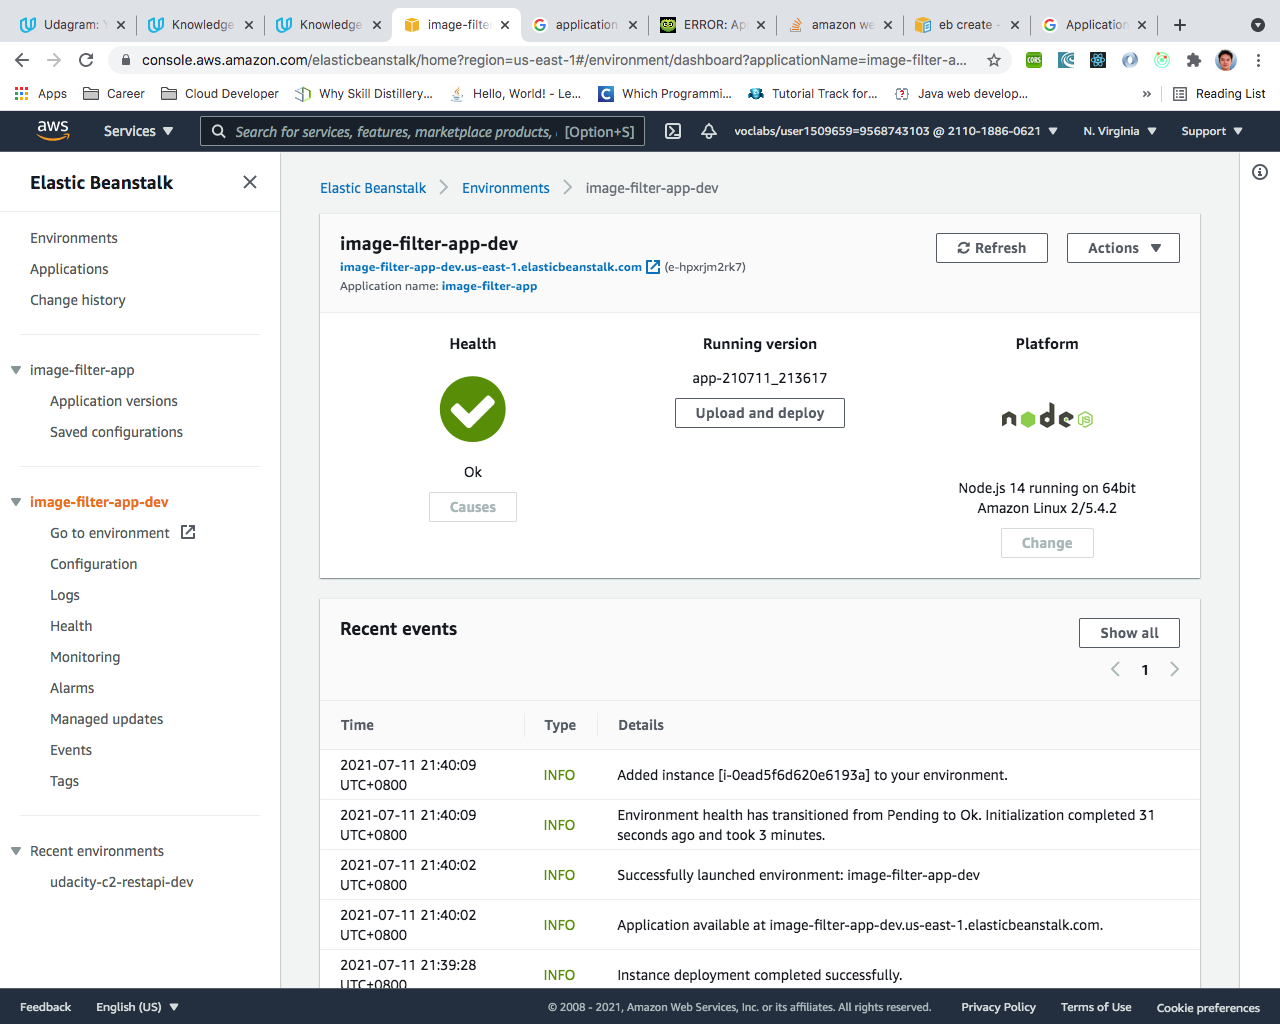 Udagram: Y
Knowledge
Knowledge
image-filte
application
ERROR: App
amazon we
eb create -
Application
console.aws.amazon.com/elasticbeanstalk/home?region=us-east-1#/environment/dashboard?applicationName=image-filter-a...
Apps
Career
Cloud Developer
Why Skill Distillery...
Hello, World! - Le...
Which Programmi...
Tutorial Track for...
Java web develop...
»
Reading List
aws
Services
Search for services, features, marketplace products, [Option+S]
voclabs/user1509659=9568743103 @ 2110-1886-0621
N. Virginia
Support
Elastic Beanstalk
Environments
Applications
Change history
image-filter-app
Application versions
Saved configurations
image-filter-app-dev
Go to environment
Configuration
Logs
Health
Monitoring
Alarms
Managed updates
Events
Tags
Recent environments
udacity-c2-restapi-dev
Elastic Beanstalk
Environments
image-filter-app-dev
image-filter-app-dev
image-filter-app-dev.us-east-1.elasticbeanstalk.com (e-hpxrjm2rk7)
Application name: image-filter-app
Refresh
Actions
Health
Ok
Causes
Running version
app-210711_213617
Upload and deploy
Platform
node JS
Node.js 14 running on 64bit
Amazon Linux 2/5.4.2
Change
Recent events
Show all
1
Time
Type
Details
2021-07-11 21:40:09
UTC+0800
INFO
Added instance [i-0ead5f6d620e6193a] to your environment.
2021-07-11 21:40:09
UTC+0800
INFO
Environment health has transitioned from Pending to Ok. Initialization completed 31
seconds ago and took 3 minutes.
2021-07-11 21:40:02
UTC+0800
INFO
Successfully launched environment: image-filter-app-dev
2021-07-11 21:40:02
UTC+0800
INFO
Application available at image-filter-app-dev.us-east-1.elasticbeanstalk.com.
2021-07-11 21:39:28
UTC+0800
INFO
Instance deployment completed successfully.
Feedback
English (US)
© 2008 - 2021, Amazon Web Services, Inc. or its affiliates. All rights reserved.
Privacy Policy
Terms of Use
Cookie preferences